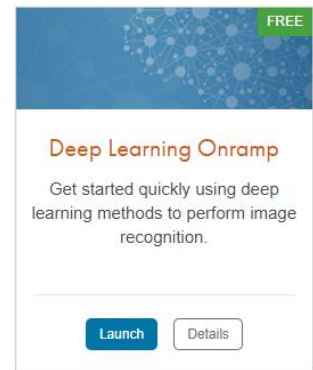 FREE
Deep Learning Onramp
Get started quickly using deep
learning methods to perform image
recognition.
Launch
Details